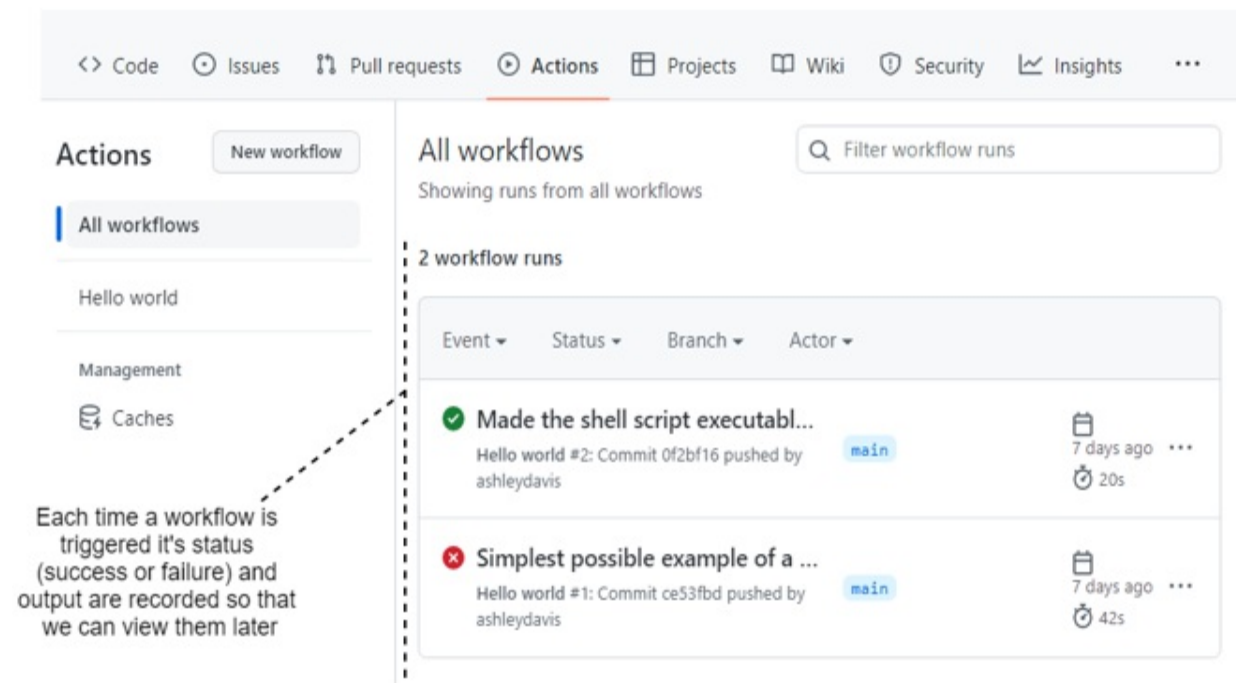 Code Issues Pull requests Actions Projects Wiki Security Insights ...
Actions New workflow
All workflows
Hello world
Management
Caches
Each time a workflow is
triggered it's status
(success or failure) and
output are recorded so that
we can view them later
All workflows
Filter workflow runs
Showing runs from all workflows
2 workflow runs
Event Status Branch Actor
Made the shell script executabl...
Hello world #2: Commit 0f2bf16 pushed by
ashleydavis
main
7 days ago ...
20s
Simplest possible example of a ...
Hello world #1: Commit ce53fbd pushed by
ashleydavis
main
7 days ago ...
42s